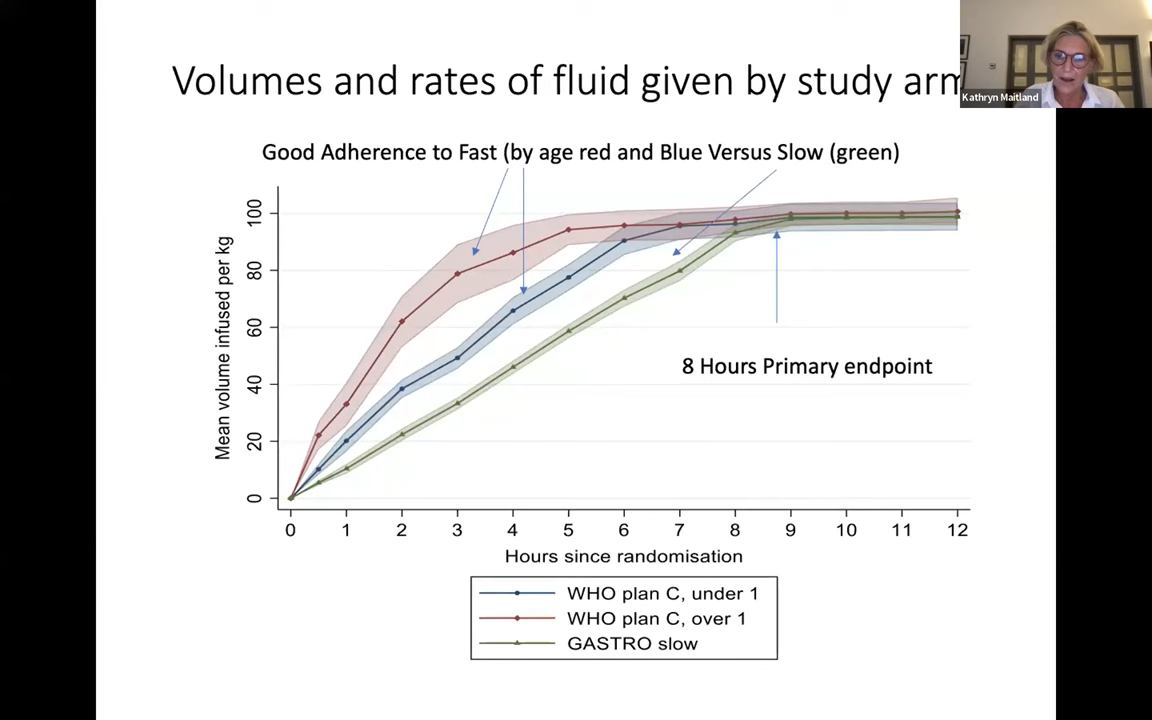 Volumes and rates of fluid given by study arm
Kathryn Maitland
Good Adherence to Fast (by age red and Blue Versus Slow (green)
Mean volume infused per kg
100
80
60
40
20
0
8 Hours Primary endpoint
0 1 2 3 4 5 6 7 8 9 10 11 12
Hours since randomisation
WHO plan C, under 1
WHO plan C, over 1
GASTRO slow